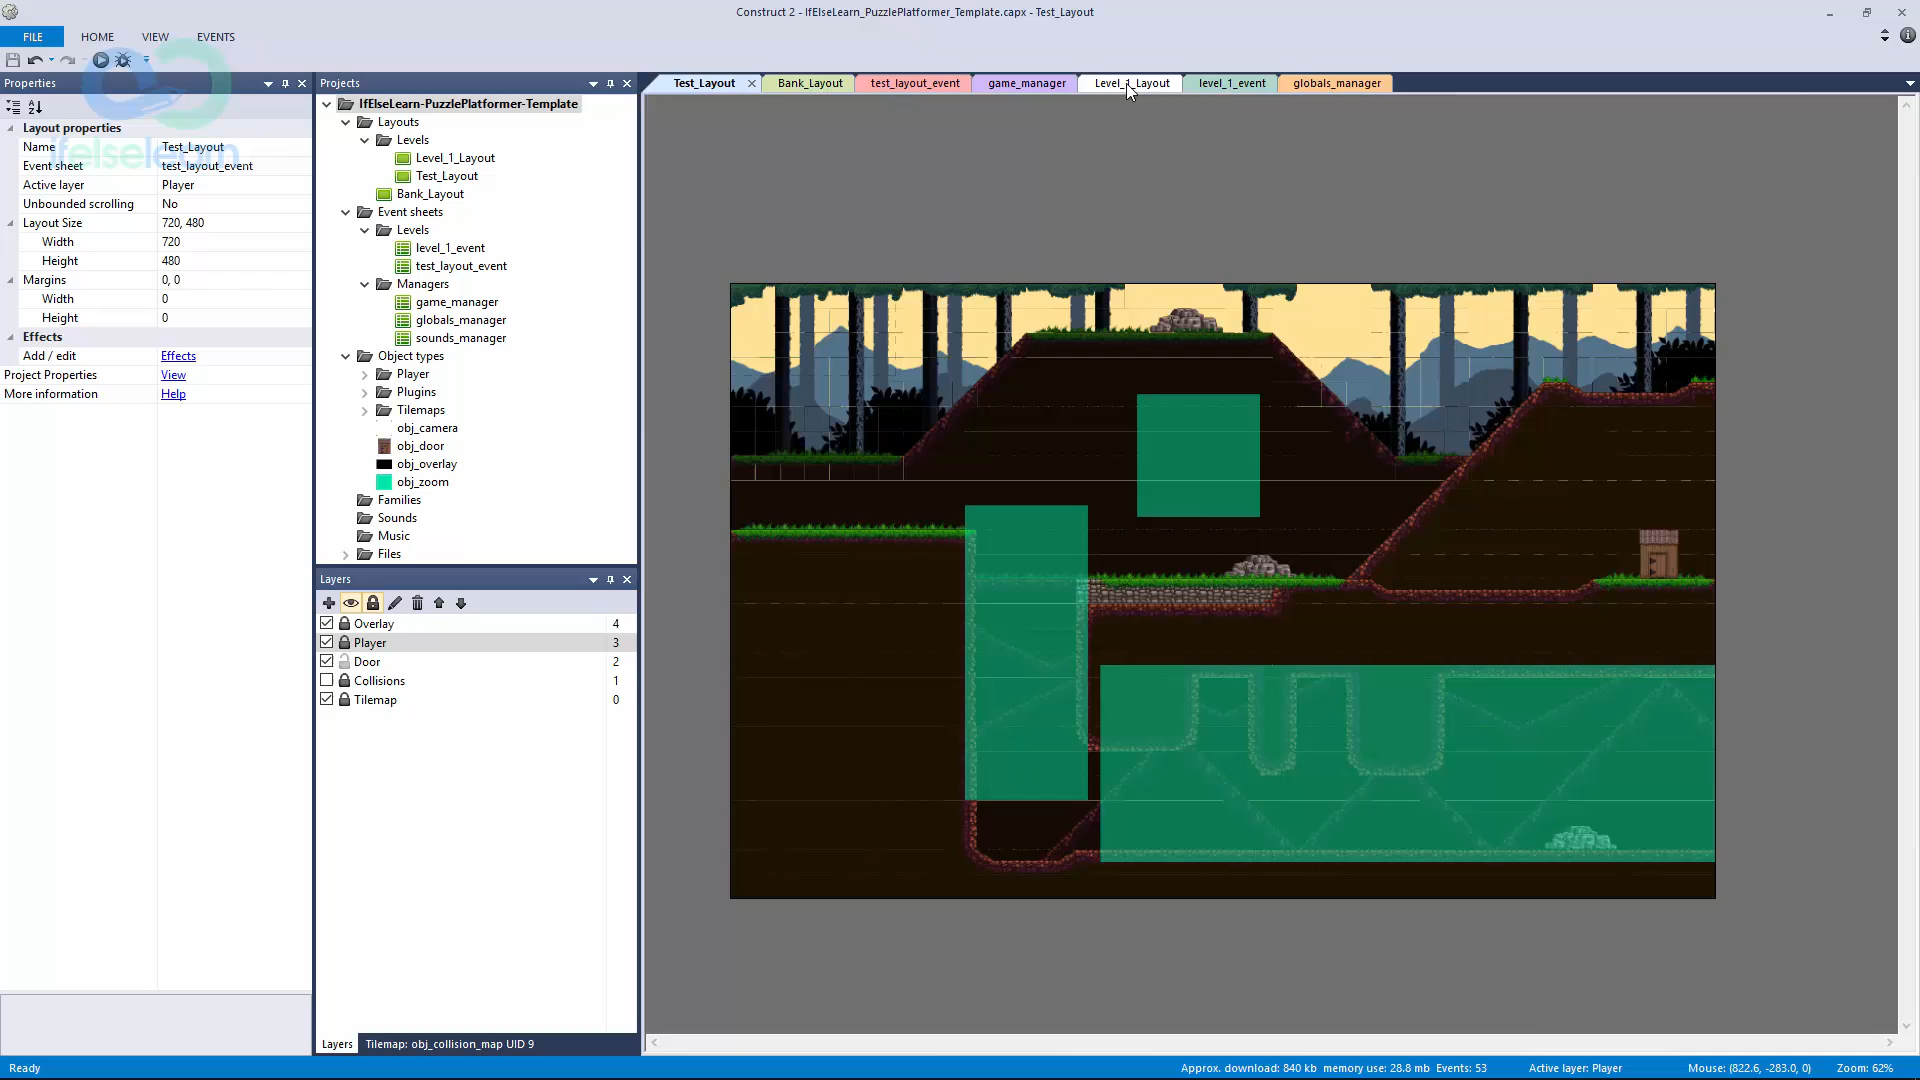 Construct 2 - IfElseLearn_PuzzlePlatformer_Template.capx - Test_Layout
FILE HOME VIEW EVENTS
Properties
Layout properties
Name Test_Layout
Event sheet test_layout_event
Active layer Player
Unbounded scrolling No
Layout Size 720, 480
Width 720
Height 480
Margins 0, 0
Width 0
Height 0
Effects
Add / edit Effects
Project Properties View
More information Help
ifelselearn
Projects
IfElseLearn-PuzzlePlatformer-Template
Layouts
Levels
Level_1_Layout
Test_Layout
Bank_Layout
Event sheets
Levels
level_1_event
test_layout_event
Managers
game_manager
globals_manager
sounds_manager
Object types
Player
Plugins
Tilemaps
obj_camera
obj_door
obj_overlay
obj_zoom
Families
Sounds
Music
Files
Layers
Overlay 4
Player 3
Door 2
Collisions 1
Tilemap 0
Layers Tilemap: obj_collision_map UID 9
Test_Layout Bank_Layout test_layout_event game_manager Level_1_Layout level_1_event globals_manager
Ready Approx. download: 840 kb memory use: 28.8 mb Events: 53 Active layer: Player Mouse: (822.6, -283.0, 0) Zoom: 62%